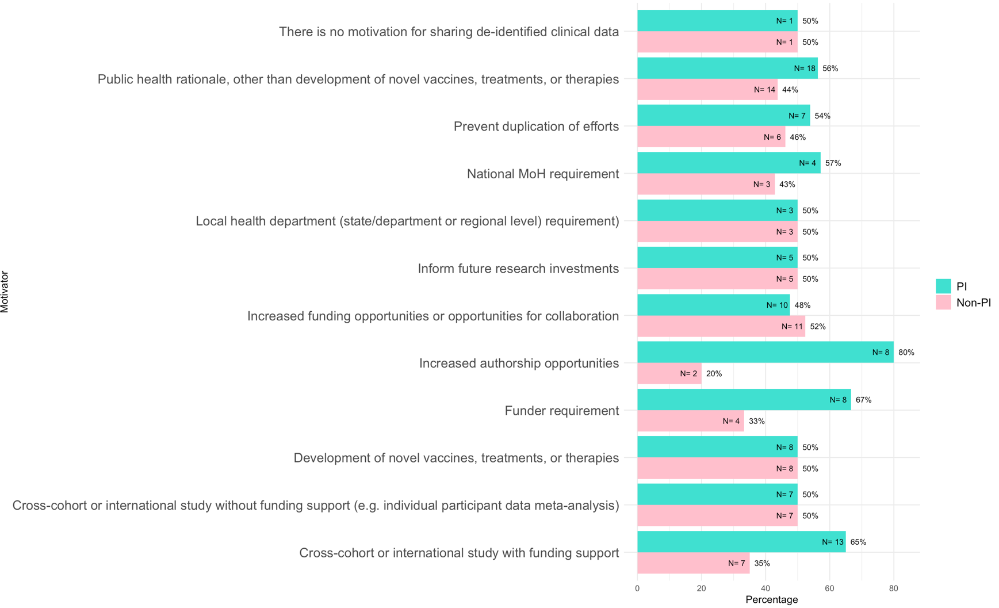 There is no motivation for sharing de-identified clinical data
N= 1 50%
N= 1 50%
Public health rationale, other than development of novel vaccines, treatments, or therapies
N= 18 56%
N= 14 44%
Prevent duplication of efforts
N= 7 54%
N= 6 46%
National MoH requirement
N= 4 57%
N= 3 43%
Local health department (state/department or regional level) requirement)
N= 3 50%
N= 3 50%
Inform future research investments
N= 5 50%
N= 5 50%
Increased funding opportunities or opportunities for collaboration
N= 10 48%
N= 11 52%
Increased authorship opportunities
N= 8 80%
N= 2 20%
Funder requirement
N= 8 67%
N= 4 33%
Development of novel vaccines, treatments, or therapies
N= 8 50%
N= 8 50%
Cross-cohort or international study without funding support (e.g. individual participant data meta-analysis)
N= 7 50%
N= 7 50%
Cross-cohort or international study with funding support
N= 13 65%
N= 7 35%
0 20 40 60 80
Percentage
Motivator
PI
Non-PI